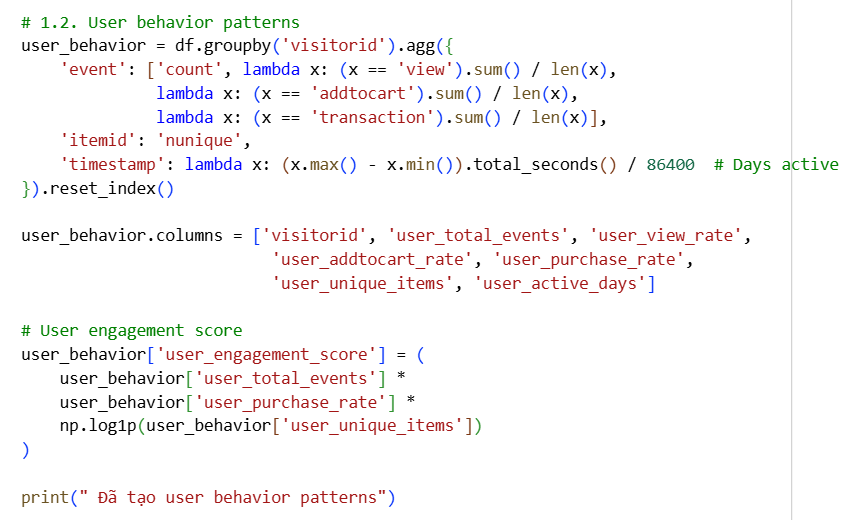 # 1.2. User behavior patterns
user_behavior = df.groupby('visitorid').agg({
    'event': ['count', lambda x: (x == 'view').sum() / len(x),
              lambda x: (x == 'addtocart').sum() / len(x),
              lambda x: (x == 'transaction').sum() / len(x)],
    'itemid': 'nunique',
    'timestamp': lambda x: (x.max() - x.min()).total_seconds() / 86400  # Days active
}).reset_index()

user_behavior.columns = ['visitorid', 'user_total_events', 'user_view_rate',
                         'user_addtocart_rate', 'user_purchase_rate',
                         'user_unique_items', 'user_active_days']

# User engagement score
user_behavior['user_engagement_score'] = (
    user_behavior['user_total_events'] *
    user_behavior['user_purchase_rate'] *
    np.log1p(user_behavior['user_unique_items'])
)

print(" Đã tạo user behavior patterns")